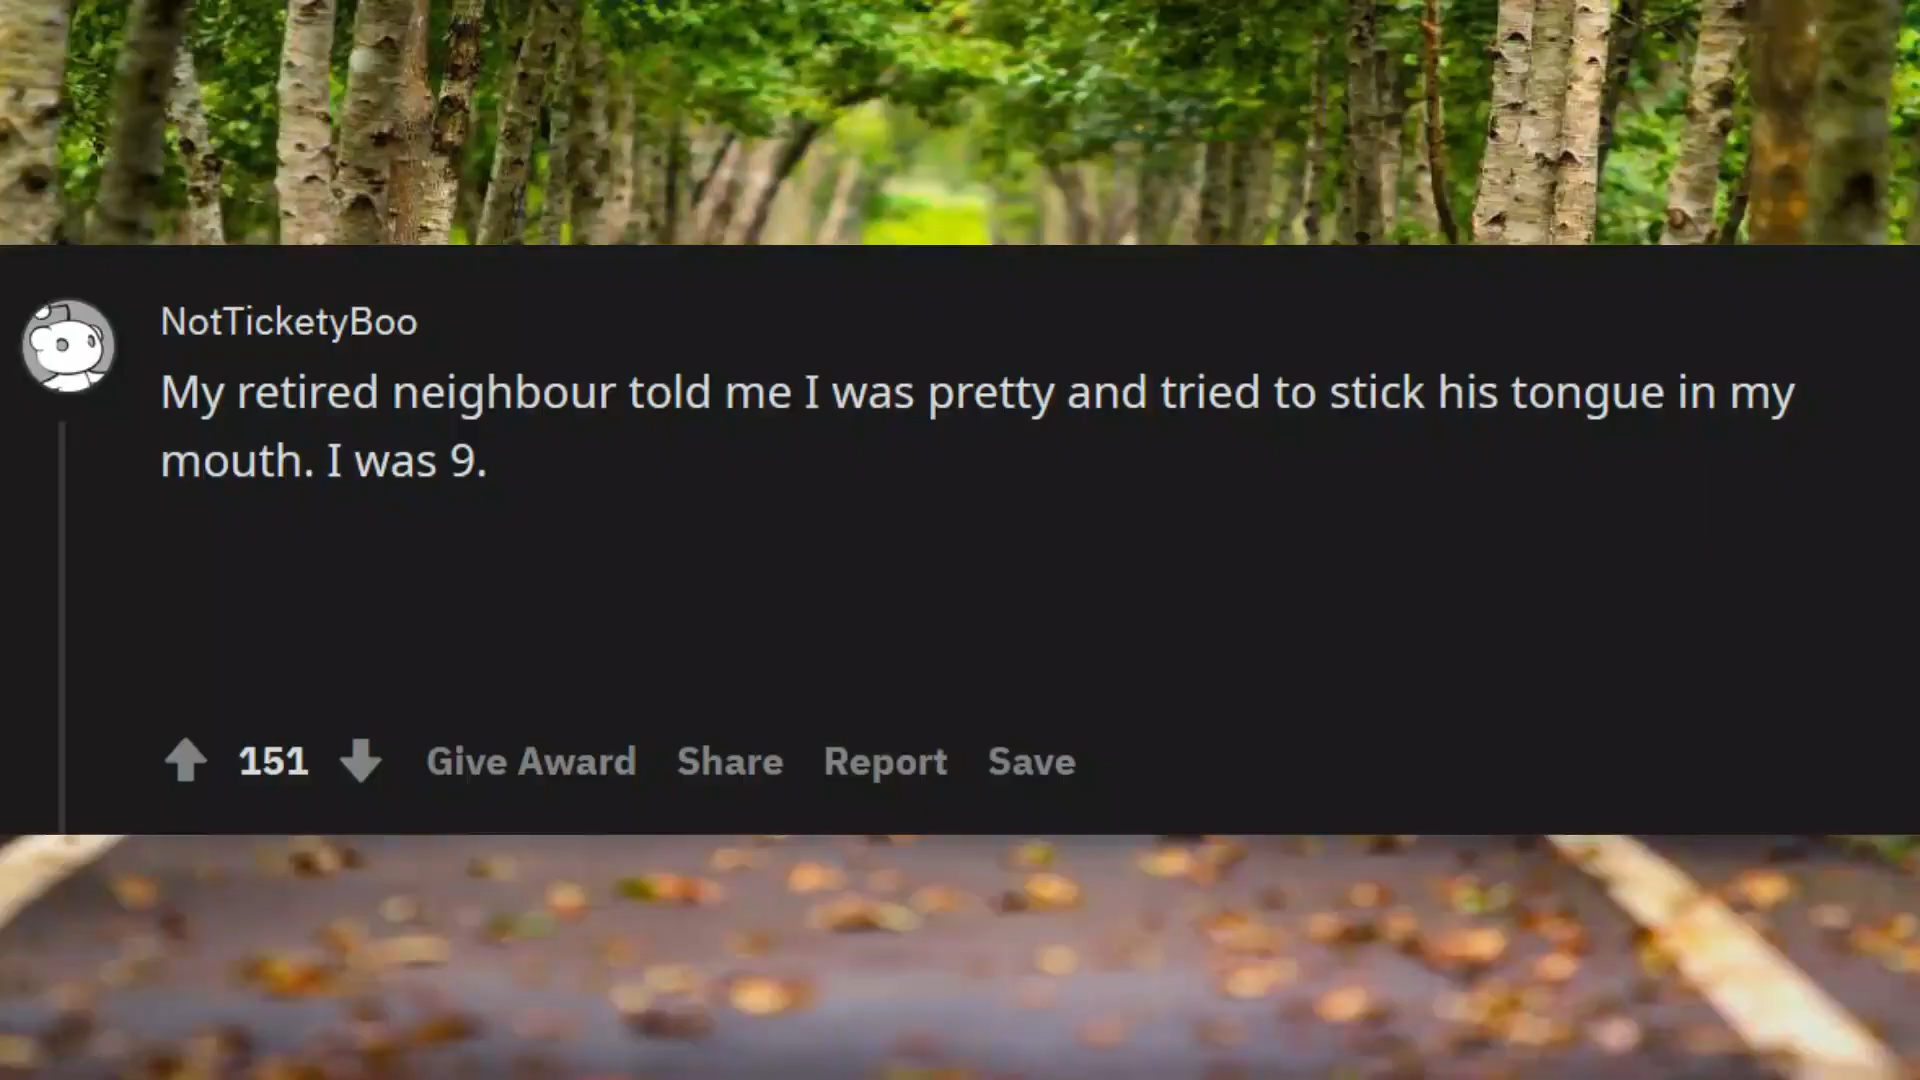 NotTicketyBoo
My retired neighbour told me I was pretty and tried to stick his tongue in my
mouth. I was 9.
151 Give Award Share Report Save